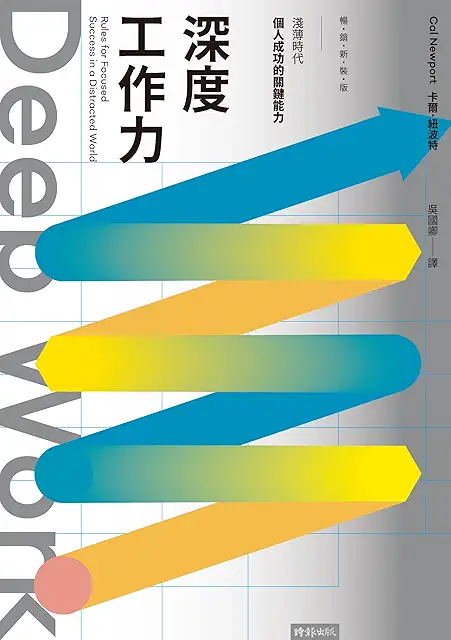 Cal Newport 卡爾‧紐波特
吳國卿──譯
暢‧銷‧新‧裝‧版
淺薄時代
個人成功的關鍵能力
深度
工作力
Rules for Focused
Success in a Distracted World
Deep Work
時報出版